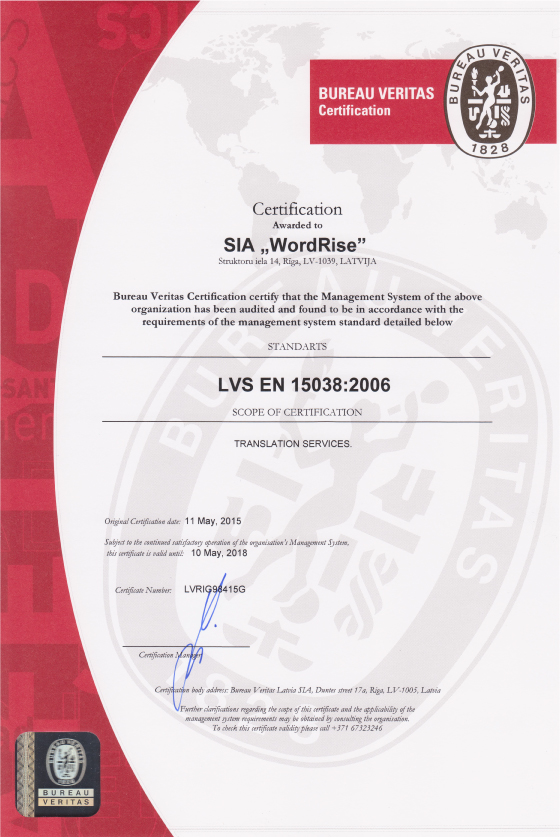 BUREAU VERITAS
Certification
BUREAU VERITAS
1828
Certification
Awarded to
SIA „WordRise”
Struktoru iela 14, Rīga, LV-1039, LATVIJA
Bureau Veritas Certification certify that the Management System of the above
organization has been audited and found to be in accordance with the
requirements of the management system standard detailed below
STANDARTS
LVS EN 15038:2006
SCOPE OF CERTIFICATION
TRANSLATION SERVICES.
Original Certification date: 11 May, 2015
Subject to the continued satisfactory operation of the organisation's Management System,
this certificate is valid until: 10 May, 2018
Certificate Number: LVRIG98415G
Certification Manager
Certification body address: Bureau Veritas Latvia SIA, Duntes street 17a, Riga, LV-1005, Latvia
Further clarifications regarding the scope of this certificate and the applicability of the
management system requirements may be obtained by consulting the organisation.
To check this certificate validity please call +371 67323246
BUREAU VERITAS
BUREAU
VERITAS